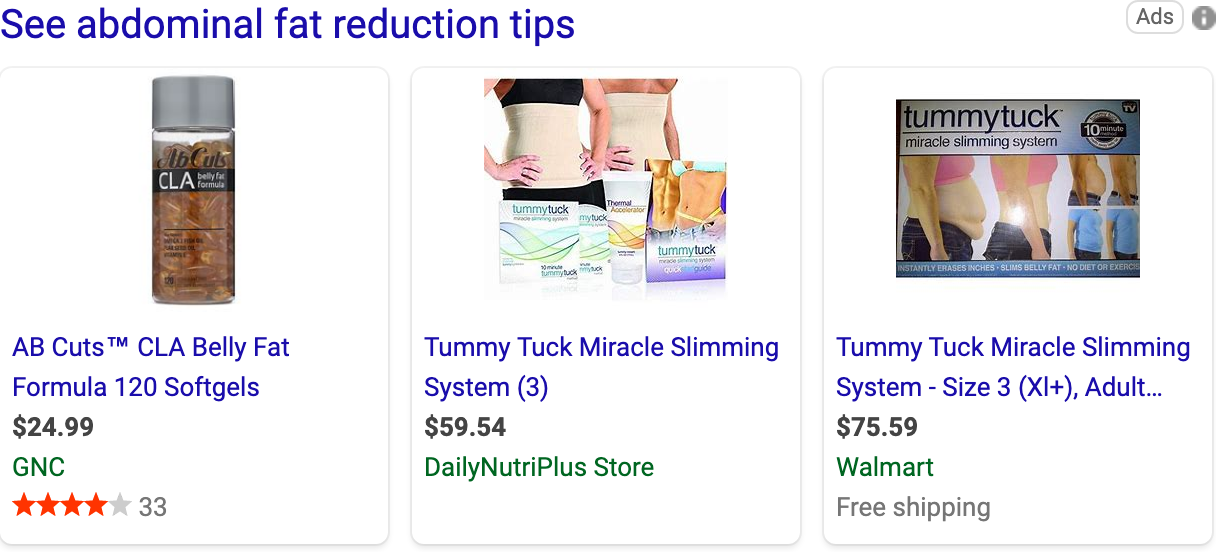 See abdominal fat reduction tips
Ads
AbCuts
CLA belly fat
formula
120
tummytuck
miracle slimming system
10 minute
tummytuck
Thermal
Accelerator
tummytuck
miracle slimming system
quick guide
tummytuck
miracle slimming system
TV
10 minute
INSTANTLY ERASES INCHES • SLIMS BELLY FAT • NO DIET OR EXERCIS
AB Cuts™ CLA Belly Fat
Formula 120 Softgels
$24.99
GNC
33
Tummy Tuck Miracle Slimming
System (3)
$59.54
DailyNutriPlus Store
Tummy Tuck Miracle Slimming
System - Size 3 (Xl+), Adult...
$75.59
Walmart
Free shipping